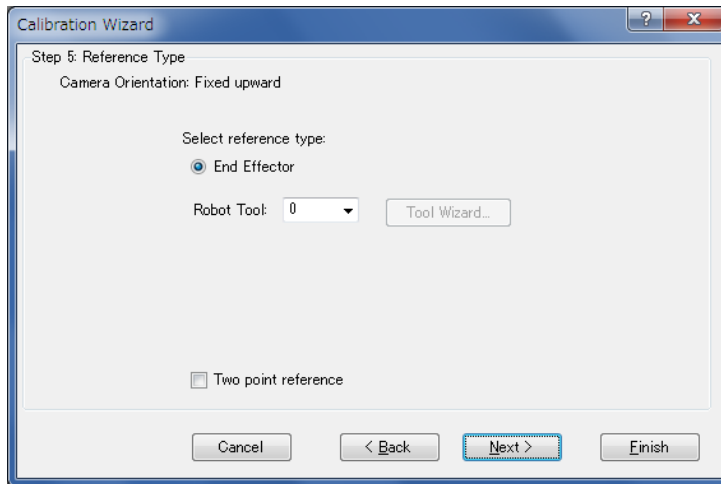 Calibration Wizard
Step 5: Reference Type
Camera Orientation: Fixed upward
Select reference type:
End Effector
Robot Tool: 0 Tool Wizard...
Two point reference
Cancel < Back Next > Finish